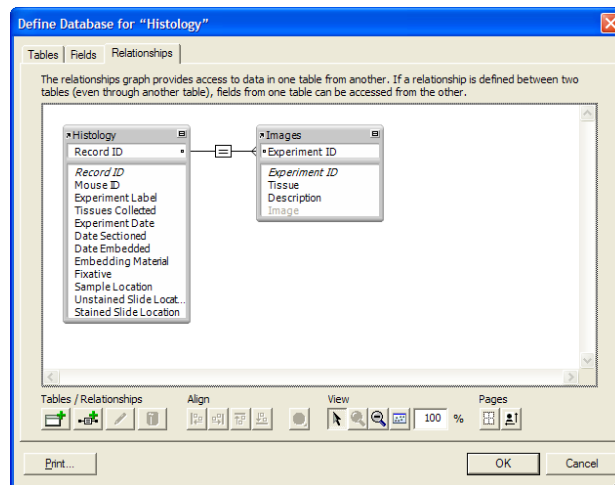 Define Database for “Histology”
Tables
Fields
Relationships
The relationships graph provides access to data in one table from another. If a relationship is defined between two
tables (even through another table), fields from one table can be accessed from the other.
Histology
Record ID
Record ID
Mouse ID
Experiment Label
Tissues Collected
Experiment Date
Date Sectioned
Date Embedded
Embedding Material
Fixative
Sample Location
Unstained Slide Locat...
Stained Slide Location
=
Images
Experiment ID
Experiment ID
Tissue
Description
Image
Tables / Relationships
Align
View
Pages
100 %
Print...
OK
Cancel